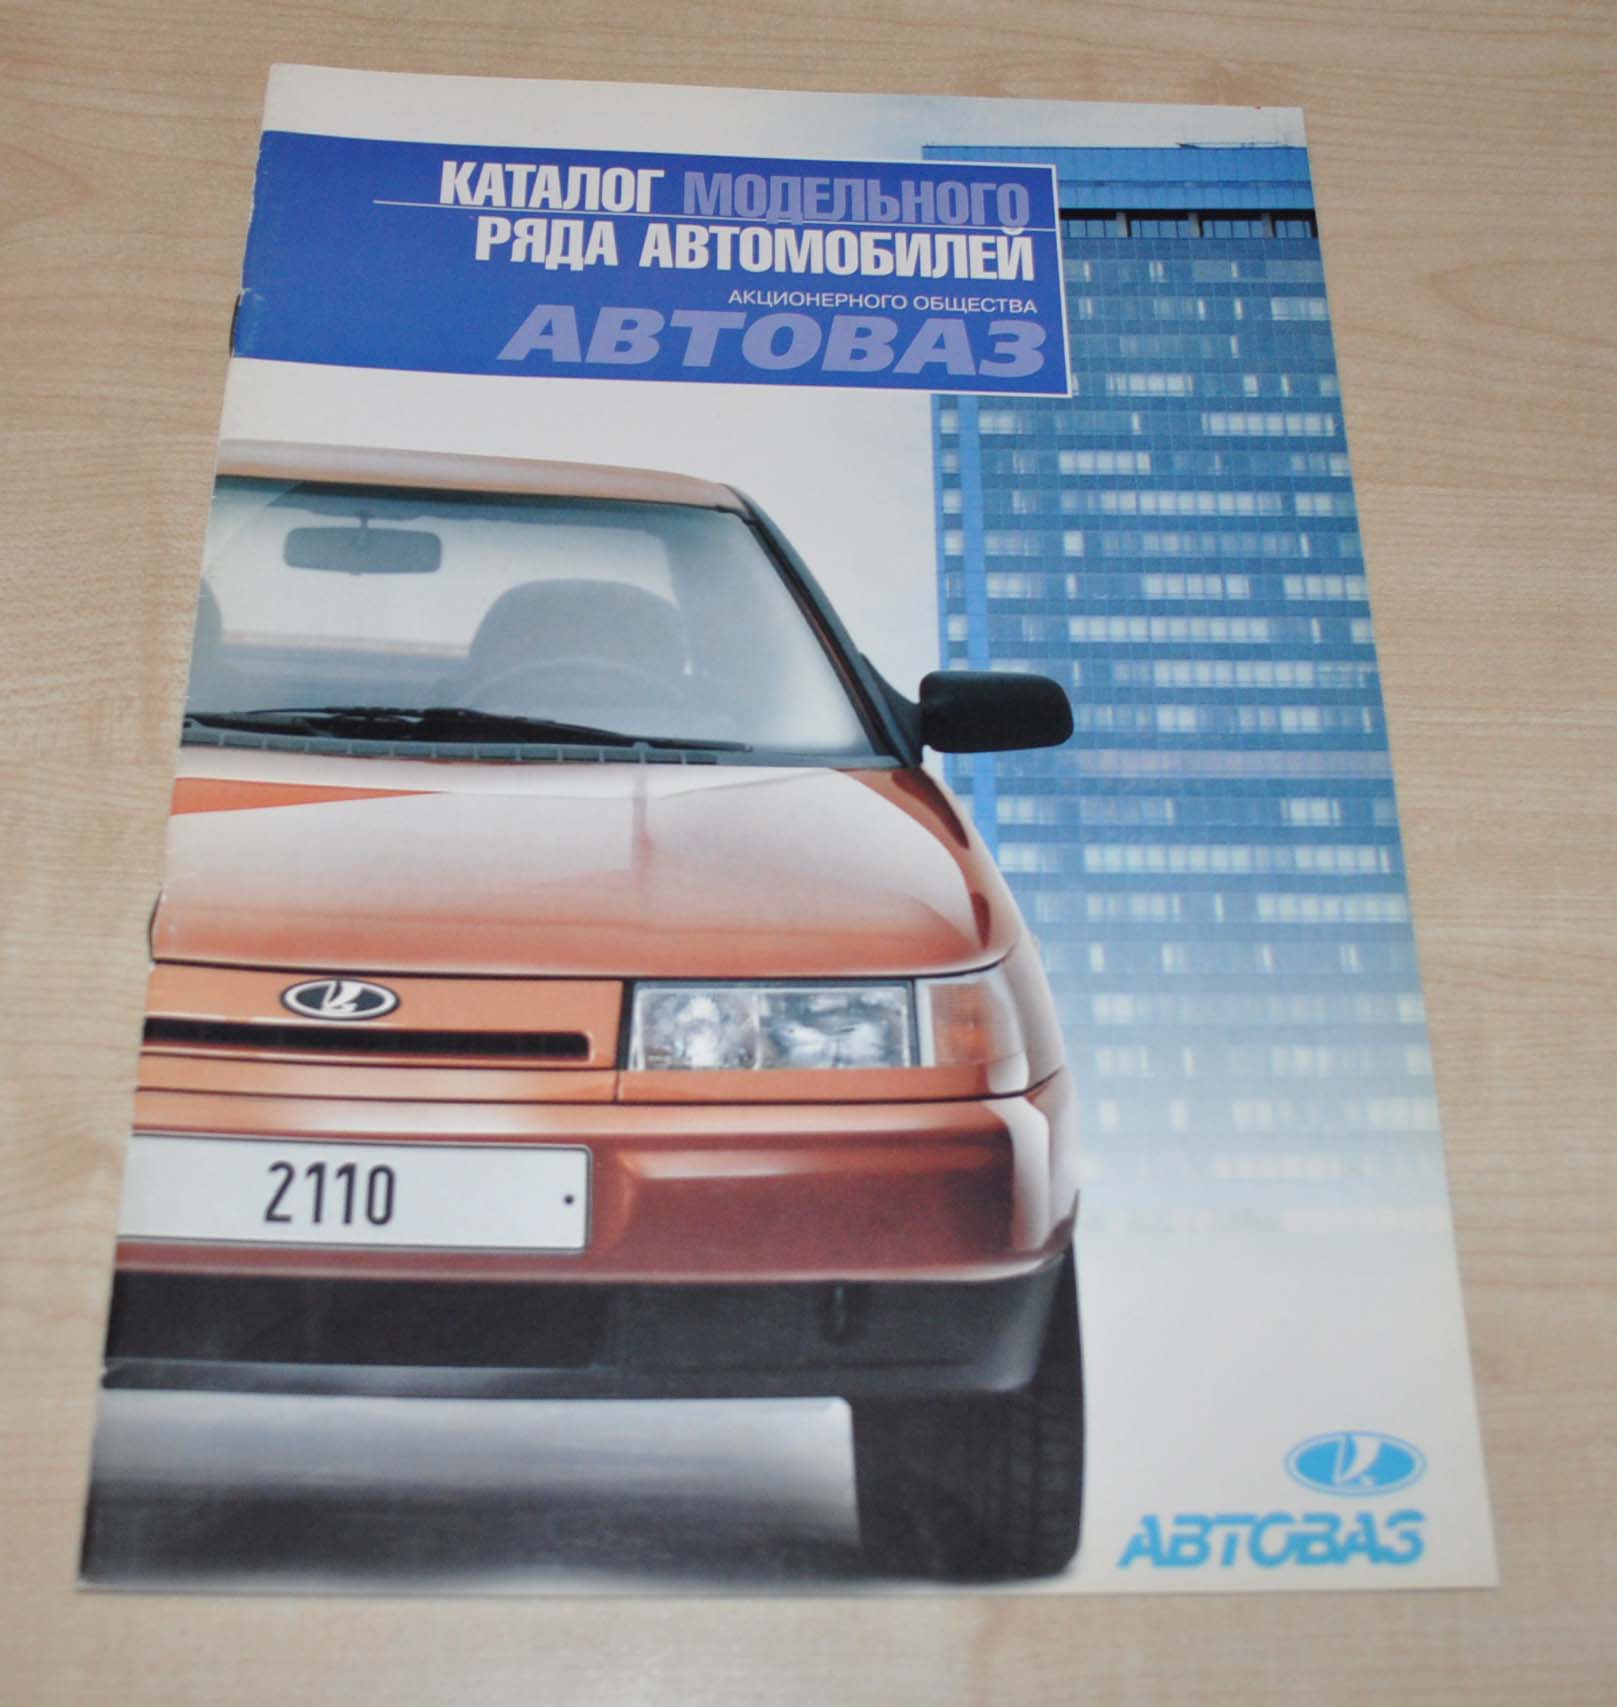 КАТАЛОГ МОДЕЛЬНОГО
РЯДА АВТОМОБИЛЕЙ
АКЦИОНЕРНОГО ОБЩЕСТВА
АВТОВАЗ
2110
АВТОВАЗ